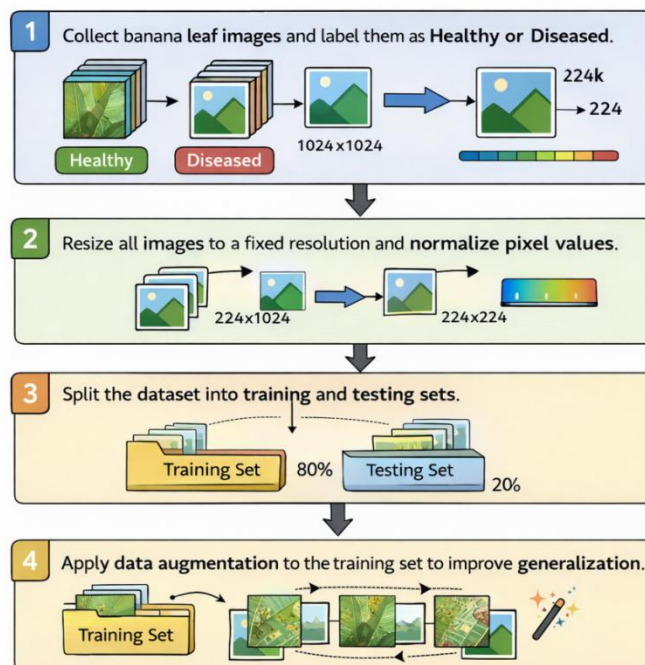 1
Collect banana leaf images and label them as Healthy or Diseased.
224k
224
1024x1024
Healthy
Diseased
2
Resize all images to a fixed resolution and normalize pixel values.
224x1024
224x224
3
Split the dataset into training and testing sets.
Training Set
80%
Testing Set
20%
4
Apply data augmentation to the training set to improve generalization.
Training Set